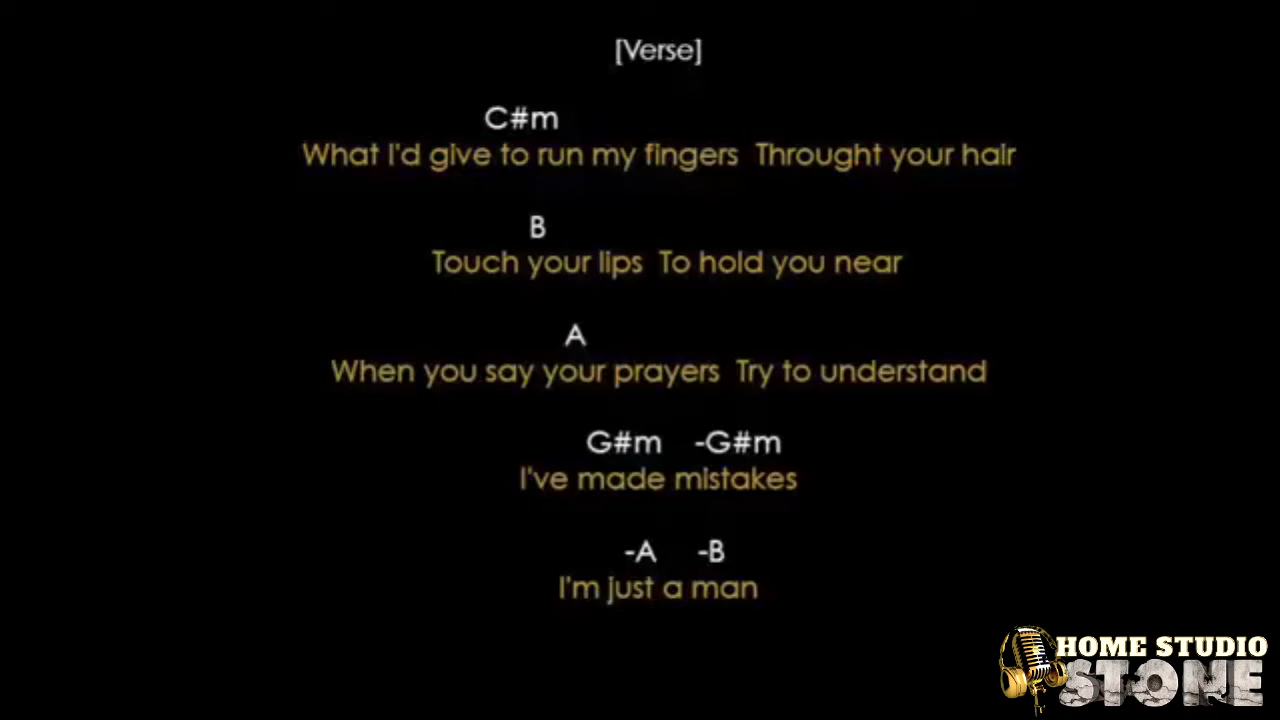 [Verse]
C#m
What I'd give to run my fingers  Throught your hair
B
Touch your lips  To hold you near
A
When you say your prayers  Try to understand
G#m  -G#m
I've made mistakes
-A  -B
I'm just a man
HOME STUDIO
STONE